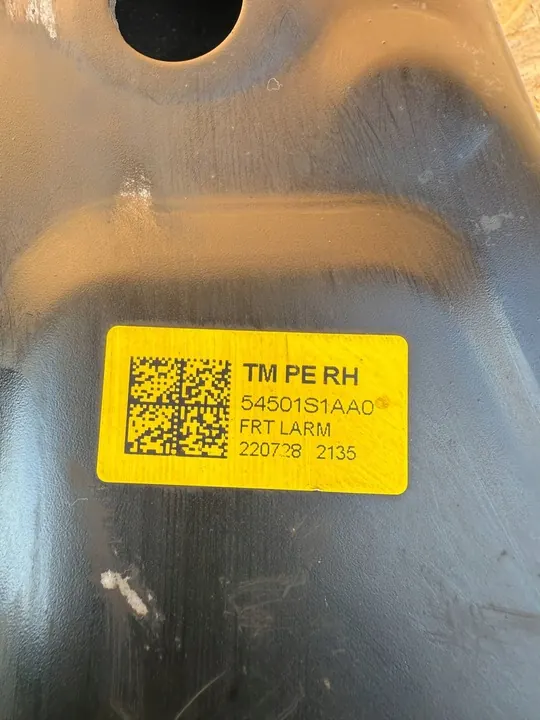 TM PE RH
54501S1AA0
FRT LARM
220728 2135